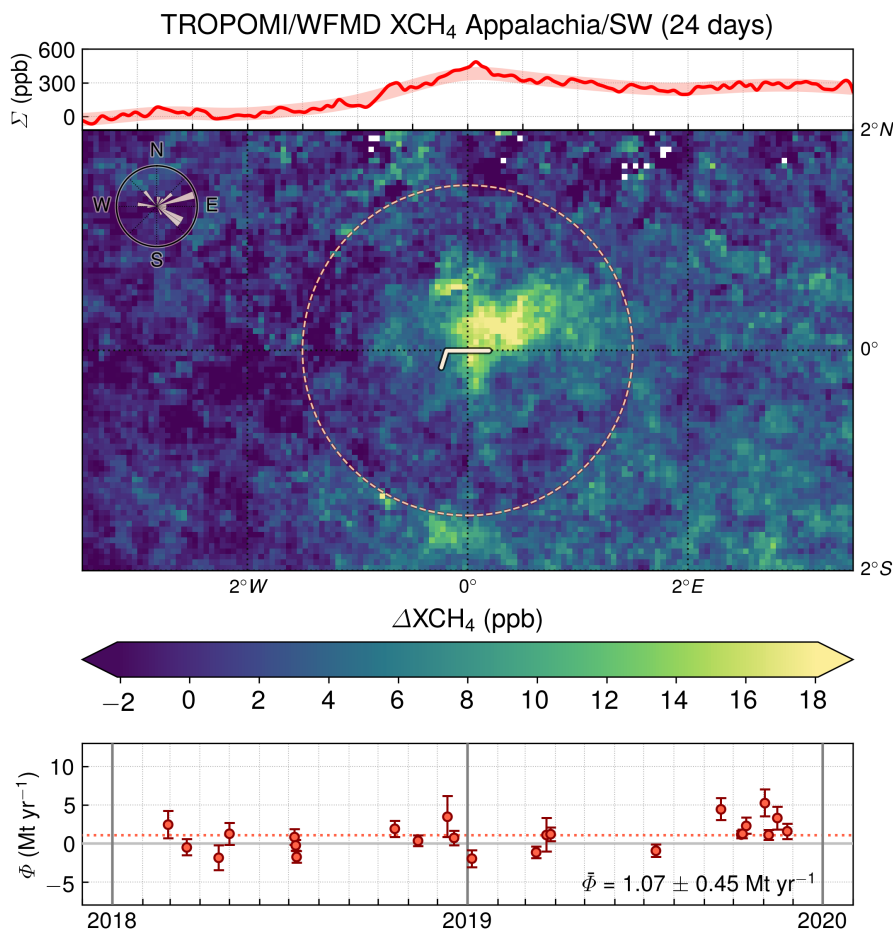 TROPOMI/WFMD XCH₄ Appalachia/SW (24 days)
Σ (ppb)
600
300
0
2°N
0°
2°S
N
W E
S
2°W 0° 2°E
ΔXCH₄ (ppb)
−2 0 2 4 6 8 10 12 14 16 18
Φ (Mt yr⁻¹)
10
5
0
−5
Φ̄ = 1.07 ± 0.45 Mt yr⁻¹
2018 2019 2020